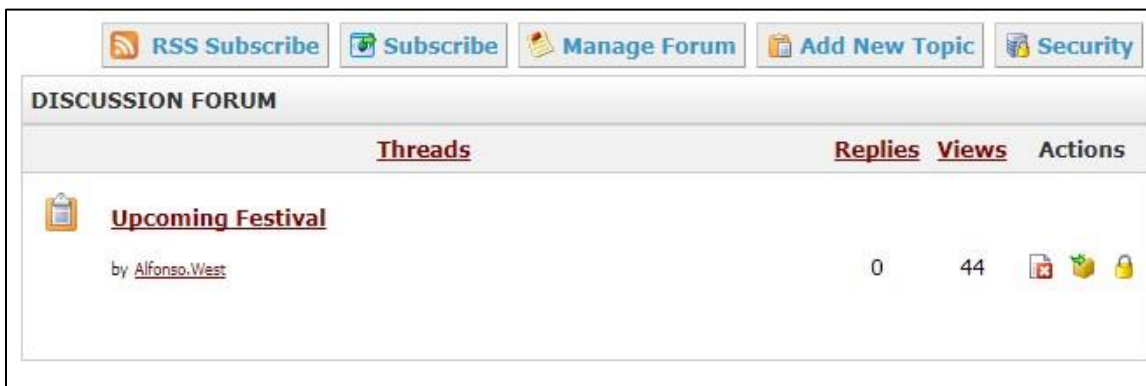 RSS Subscribe Subscribe Manage Forum Add New Topic Security
DISCUSSION FORUM
Threads Replies Views Actions
Upcoming Festival
by Alfonso.West 0 44